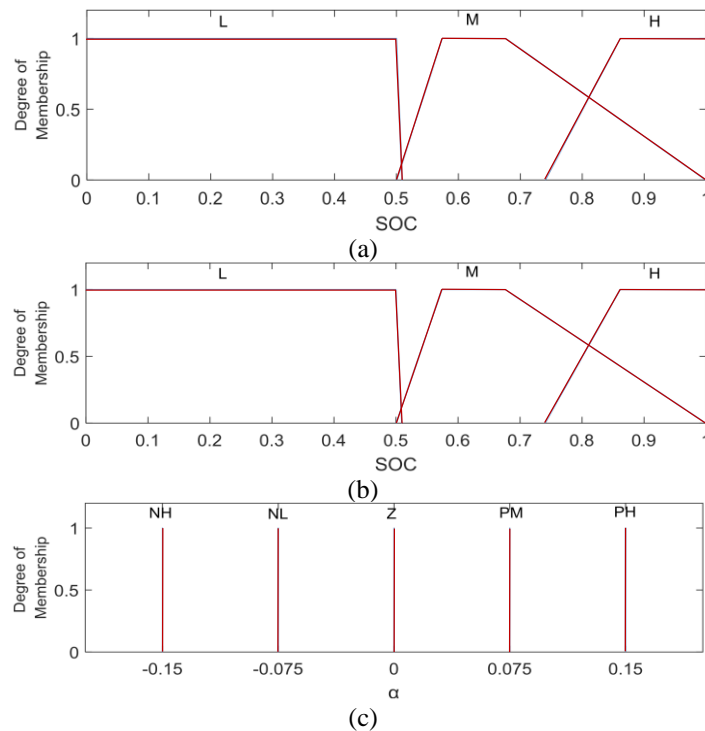 L M H
1
0.5
0
Degree of
Membership
0 0.1 0.2 0.3 0.4 0.5 0.6 0.7 0.8 0.9 1
SOC
(a)
L M H
1
0.5
0
Degree of
Membership
0 0.1 0.2 0.3 0.4 0.5 0.6 0.7 0.8 0.9 1
SOC
(b)
NH NL Z PM PH
1
0.5
0
Degree of
Membership
-0.15 -0.075 0 0.075 0.15
α
(c)